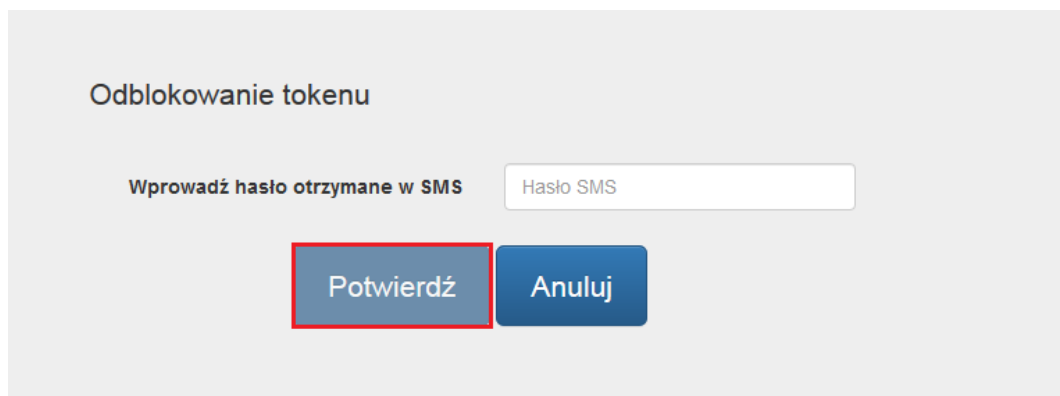 Odblokowanie tokenu
Wprowadź hasło otrzymane w SMS
Hasło SMS
Potwierdź
Anuluj